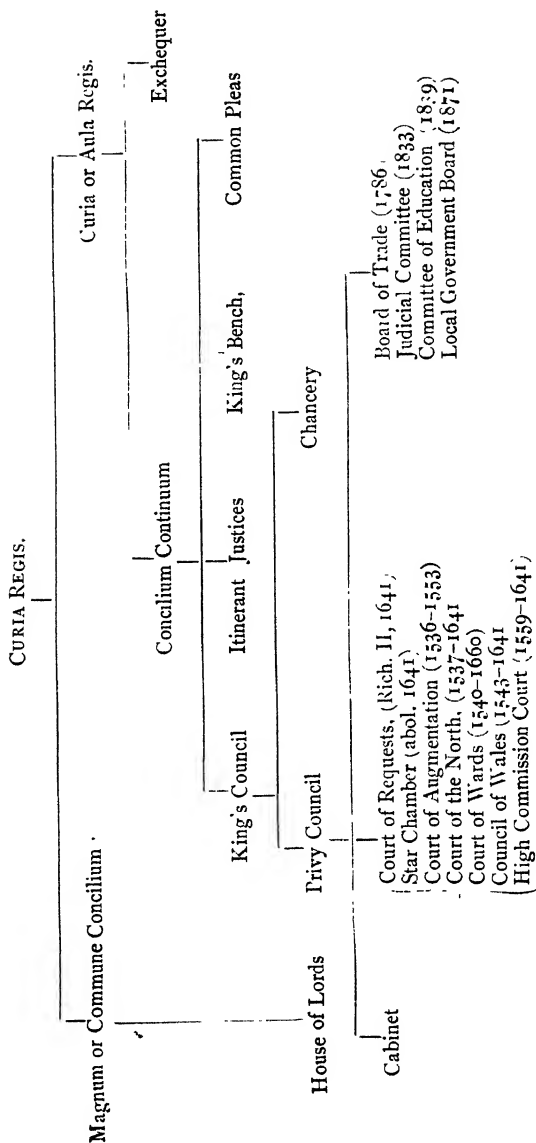 CURIA REGIS.
Magnum or Commune Concilium
Curia or Aula Regis.
Concilium Continuum
Exchequer
King's Council
Itinerant Justices
King's Bench,
Common Pleas
House of Lords
Privy Council
Chancery
Cabinet
Court of Requests, (Rich. II, 1641)
Star Chamber (abol. 1641)
Court of Augmentation (1536-1553)
Court of the North, (1537-1641
Court of Wards (1540-1660)
Council of Wales (1543-1641
High Commission Court (1559-1641)
Board of Trade (1786)
Judicial Committee (1833)
Committee of Education (1839)
Local Government Board (1871)